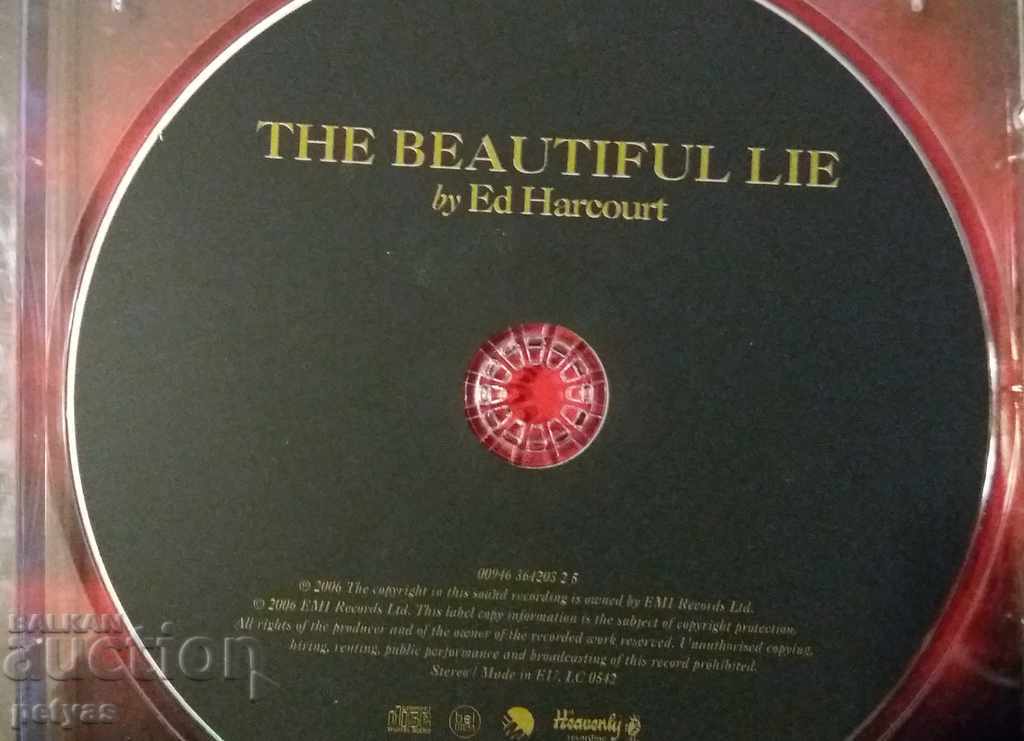 THE BEAUTIFUL LIE
by Ed Harcourt
00946 364203 2 5
℗ 2006 The copyright in this sound recording is owned by EMI Records Ltd.
© 2006 EMI Records Ltd. This label copy information is the subject of copyright protection.
All rights of the producer and of the owner of the recorded work reserved. Unauthorised copying,
hiring, renting, public performance and broadcasting of this record prohibited.
Stereo / Made in EU, LC 0542
Heavenly
BALKAN
auction
petyas